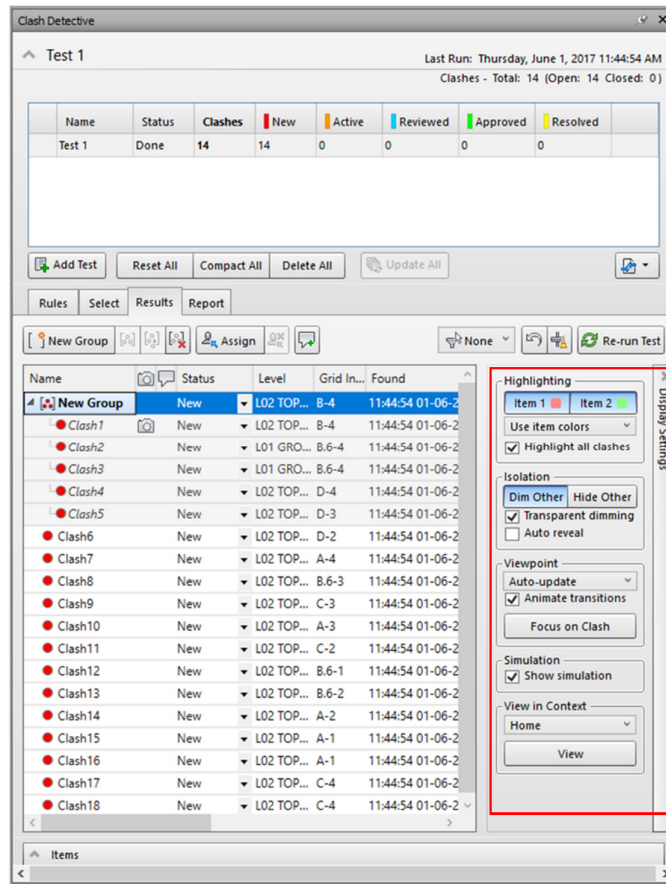 Clash Detective
Test 1
Last Run: Thursday, June 1, 2017 11:44:54 AM
Clashes - Total: 14 (Open: 14 Closed: 0)
Name Status Clashes New Active Reviewed Approved Resolved
Test 1 Done 14 14 0 0 0 0
Add Test Reset All Compact All Delete All Update All
Rules Select Results Report
New Group Assign None Re-run Test
Name Status Level Grid In... Found
New Group New L02 TOP... B-4 11:44:54 01-06-2
Clash1 New L02 TOP... B-4 11:44:54 01-06-2
Clash2 New L01 GRO... B.6-4 11:44:54 01-06-2
Clash3 New L01 GRO... B.6-4 11:44:54 01-06-2
Clash4 New L02 TOP... D-4 11:44:54 01-06-2
Clash5 New L02 TOP... D-3 11:44:54 01-06-2
Clash6 New L02 TOP... D-2 11:44:54 01-06-2
Clash7 New L02 TOP... A-4 11:44:54 01-06-2
Clash8 New L02 TOP... B.6-3 11:44:54 01-06-2
Clash9 New L02 TOP... C-3 11:44:54 01-06-2
Clash10 New L02 TOP... A-3 11:44:54 01-06-2
Clash11 New L02 TOP... C-2 11:44:54 01-06-2
Clash12 New L02 TOP... B.6-1 11:44:54 01-06-2
Clash13 New L02 TOP... B.6-2 11:44:54 01-06-2
Clash14 New L02 TOP... A-2 11:44:54 01-06-2
Clash15 New L02 TOP... A-1 11:44:54 01-06-2
Clash16 New L02 TOP... A-1 11:44:54 01-06-2
Clash17 New L02 TOP... C-4 11:44:54 01-06-2
Clash18 New L02 TOP... C-4 11:44:54 01-06-2
Highlighting
Item 1 Item 2
Use item colors
Highlight all clashes
Isolation
Dim Other Hide Other
Transparent dimming
Auto reveal
Viewpoint
Auto-update
Animate transitions
Focus on Clash
Simulation
Show simulation
View in Context
Home
View
Display Settings
Items